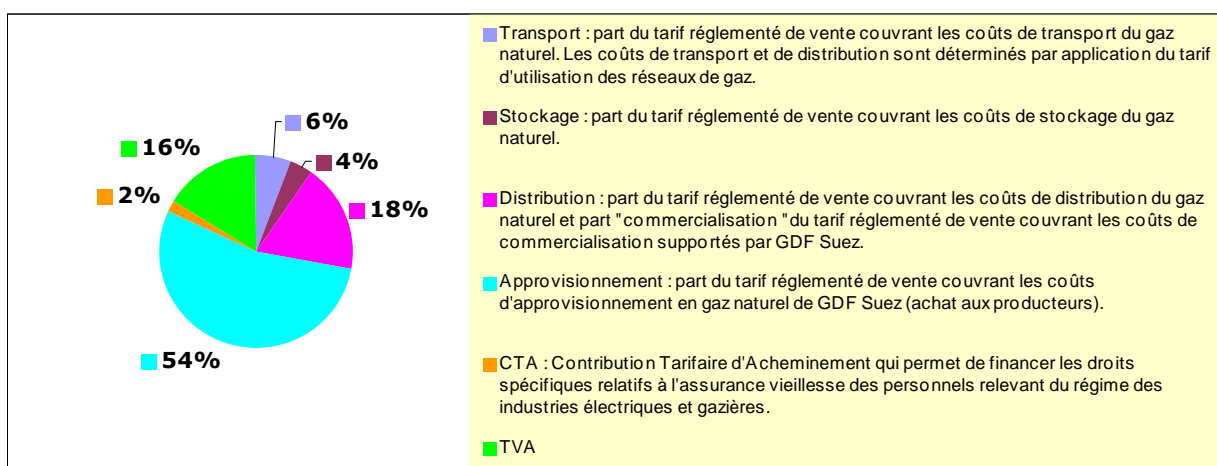 6%
4%
18%
54%
2%
16%
Transport : part du tarif réglementé de vente couvrant les coûts de transport du gaz
naturel. Les coûts de transport et de distribution sont déterminés par application du tarif
d'utilisation des réseaux de gaz.
Stockage : part du tarif réglementé de vente couvrant les coûts de stockage du gaz
naturel.
Distribution : part du tarif réglementé de vente couvrant les coûts de distribution du gaz
naturel et part "commercialisation "du tarif réglementé de vente couvrant les coûts de
commercialisation supportés par GDF Suez.
Approvisionnement : part du tarif réglementé de vente couvrant les coûts
d'approvisionnement en gaz naturel de GDF Suez (achat aux producteurs).
CTA : Contribution Tarifaire d'Acheminement qui permet de financer les droits
spécifiques relatifs à l'assurance vieillesse des personnels relevant du régime des
industries électriques et gazières.
TVA